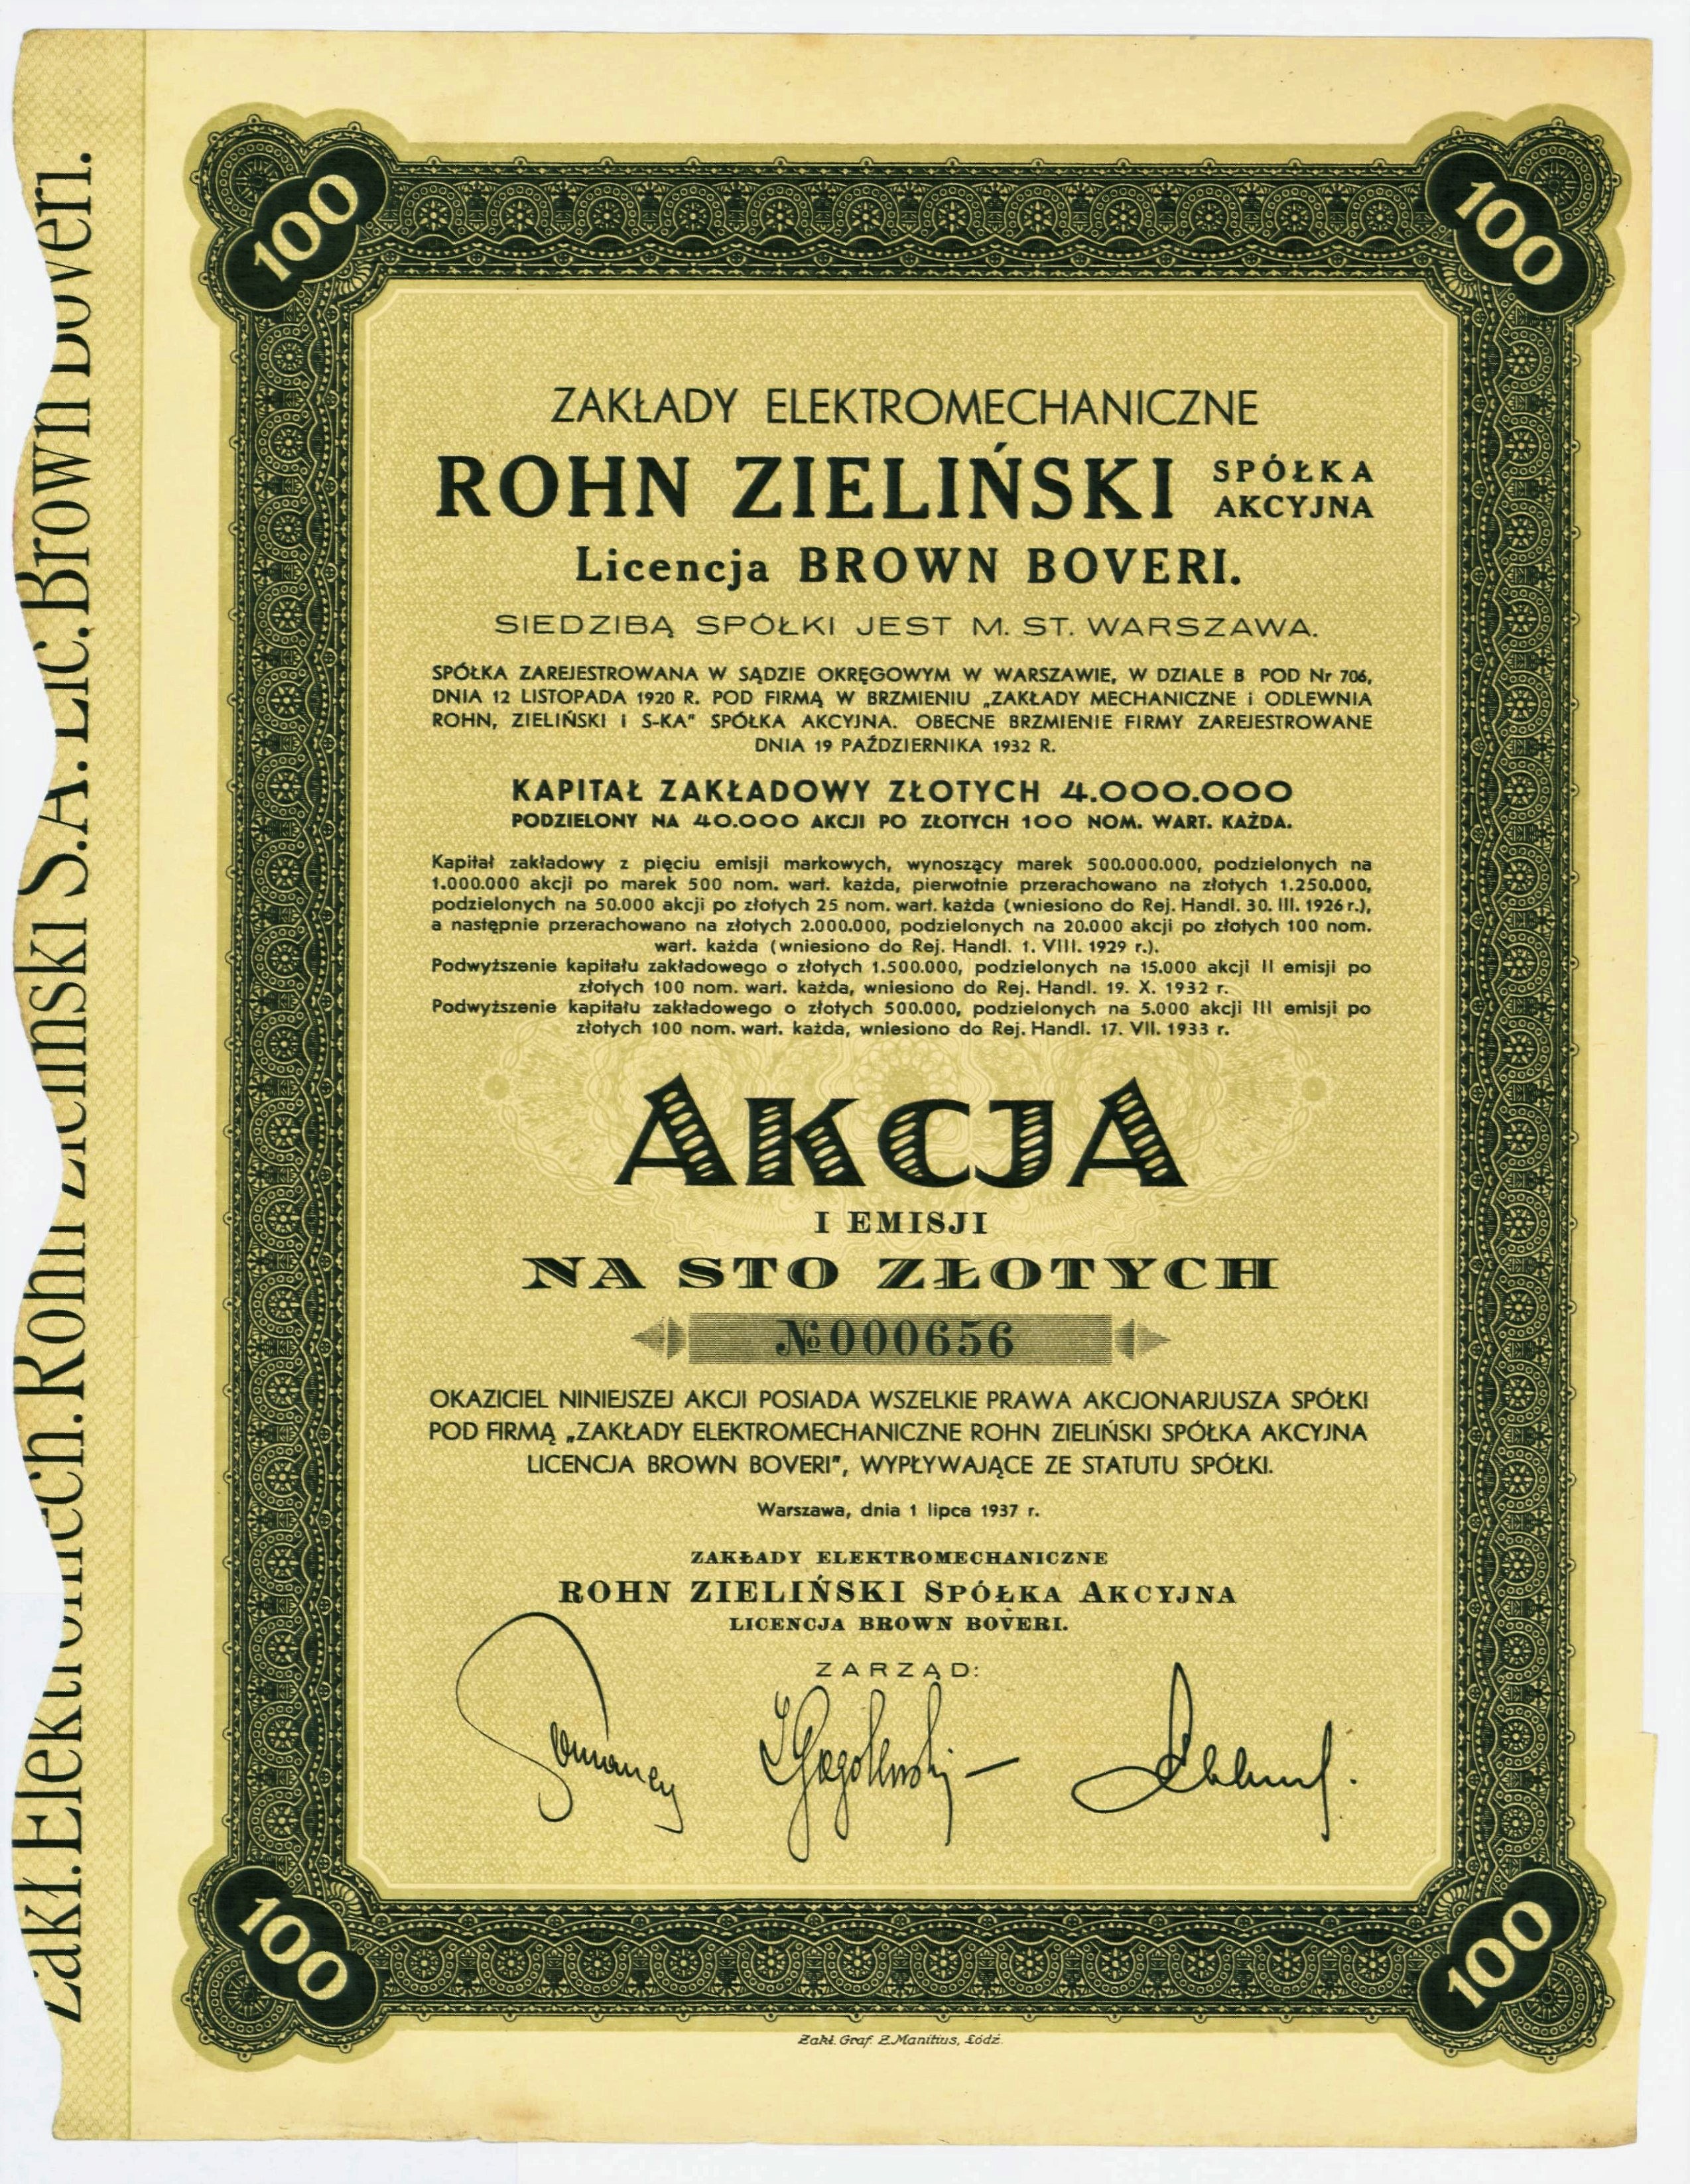 100
100
Zakł. Elektromech. Rohn Zieliński S.A. Lic. Brown Boveri.
ZAKŁADY ELEKTROMECHANICZNE
ROHN ZIELIŃSKI SPÓŁKA AKCYJNA
Licencja BROWN BOVERI.
SIEDZIBĄ SPÓŁKI JEST M. ST. WARSZAWA.
SPÓŁKA ZAREJESTROWANA W SĄDZIE OKRĘGOWYM W WARSZAWIE, W DZIALE B POD Nr 706,
DNIA 12 LISTOPADA 1920 R. POD FIRMĄ W BRZMIENIU „ZAKŁADY MECHANICZNE i ODLEWNIA
ROHN, ZIELIŃSKI i S-KA" SPÓŁKA AKCYJNA. OBECNE BRZMIENIE FIRMY ZAREJESTROWANE
DNIA 19 PAŹDZIERNIKA 1932 R.
KAPITAŁ ZAKŁADOWY ZŁOTYCH 4.000.000
PODZIELONY NA 40.000 AKCJI PO ZŁOTYCH 100 NOM. WART. KAŻDA.
Kapitał zakładowy z pięciu emisji markowych, wynoszący marek 500.000.000, podzielonych na
1.000.000 akcji po marek 500 nom. wart. każda, pierwotnie przerachowano na złotych 1.250.000,
podzielonych na 50.000 akcji po złotych 25 nom. wart. każda (wniesiono do Rej. Handl. 30. III. 1926 r.),
a następnie przerachowano na złotych 2.000.000, podzielonych na 20.000 akcji po złotych 100 nom.
wart. każda (wniesiono do Rej. Handl. 1. VIII. 1929 r.).
Podwyższenie kapitału zakładowego o złotych 1.500.000, podzielonych na 15.000 akcji II emisji po
złotych 100 nom. wart. każda, wniesiono do Rej. Handl. 19. X. 1932 r.
Podwyższenie kapitału zakładowego o złotych 500.000, podzielonych na 5.000 akcji III emisji po
złotych 100 nom. wart. każda, wniesiono do Rej. Handl. 17. VII. 1933 r.
AKCJA
I EMISJI
NA STO ZŁOTYCH
№ 000656
OKAZICIEL NINIEJSZEJ AKCJI POSIADA WSZELKIE PRAWA AKCJONARJUSZA SPÓŁKI
POD FIRMĄ „ZAKŁADY ELEKTROMECHANICZNE ROHN ZIELIŃSKI SPÓŁKA AKCYJNA
LICENCJA BROWN BOVERI", WYPŁYWAJĄCE ZE STATUTU SPÓŁKI.
Warszawa, dnia 1 lipca 1937 r.
ZAKŁADY ELEKTROMECHANICZNE
ROHN ZIELIŃSKI SPÓŁKA AKCYJNA
LICENCJA BROWN BOVERI.
ZARZĄD:
100
100
Zakł. Graf. Z. Manitius, Łódź.